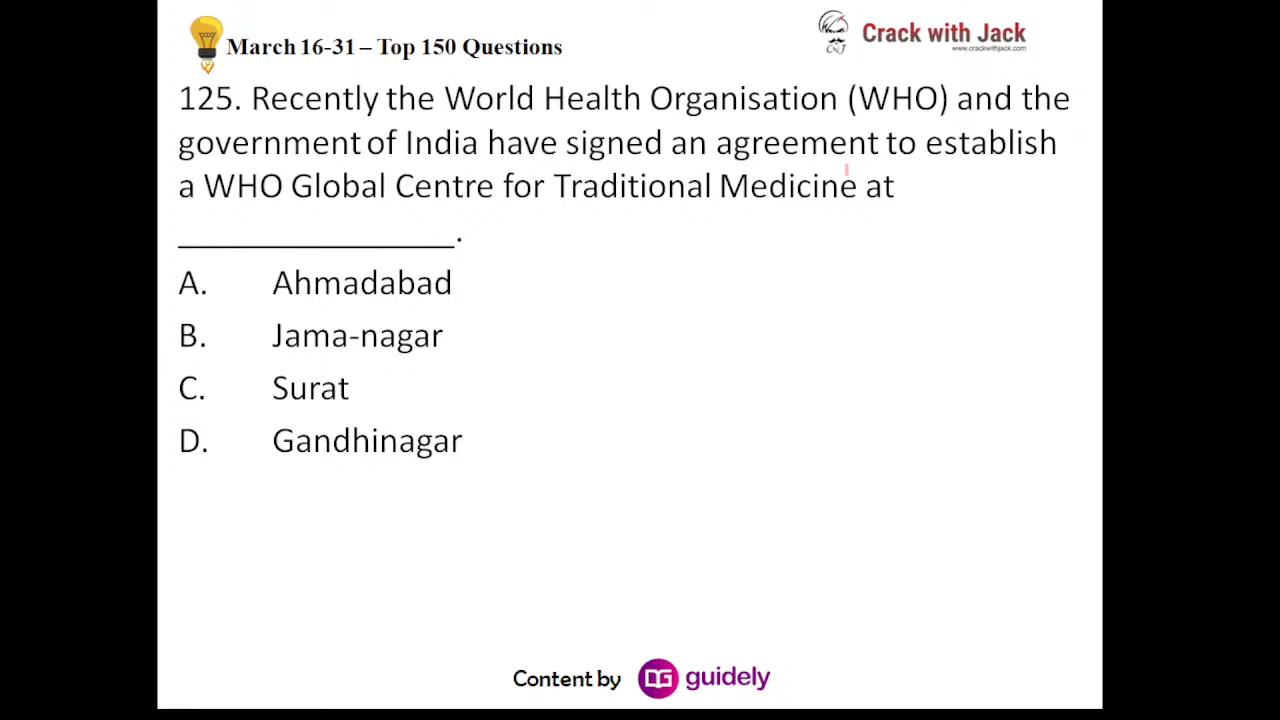 March 16-31 – Top 150 Questions
Crack with Jack
www.crackwithjack.com
CWJ
125. Recently the World Health Organisation (WHO) and the
government of India have signed an agreement to establish
a WHO Global Centre for Traditional Medicine at
_________________.
A. Ahmadabad
B. Jama-nagar
C. Surat
D. Gandhinagar
Content by guidely